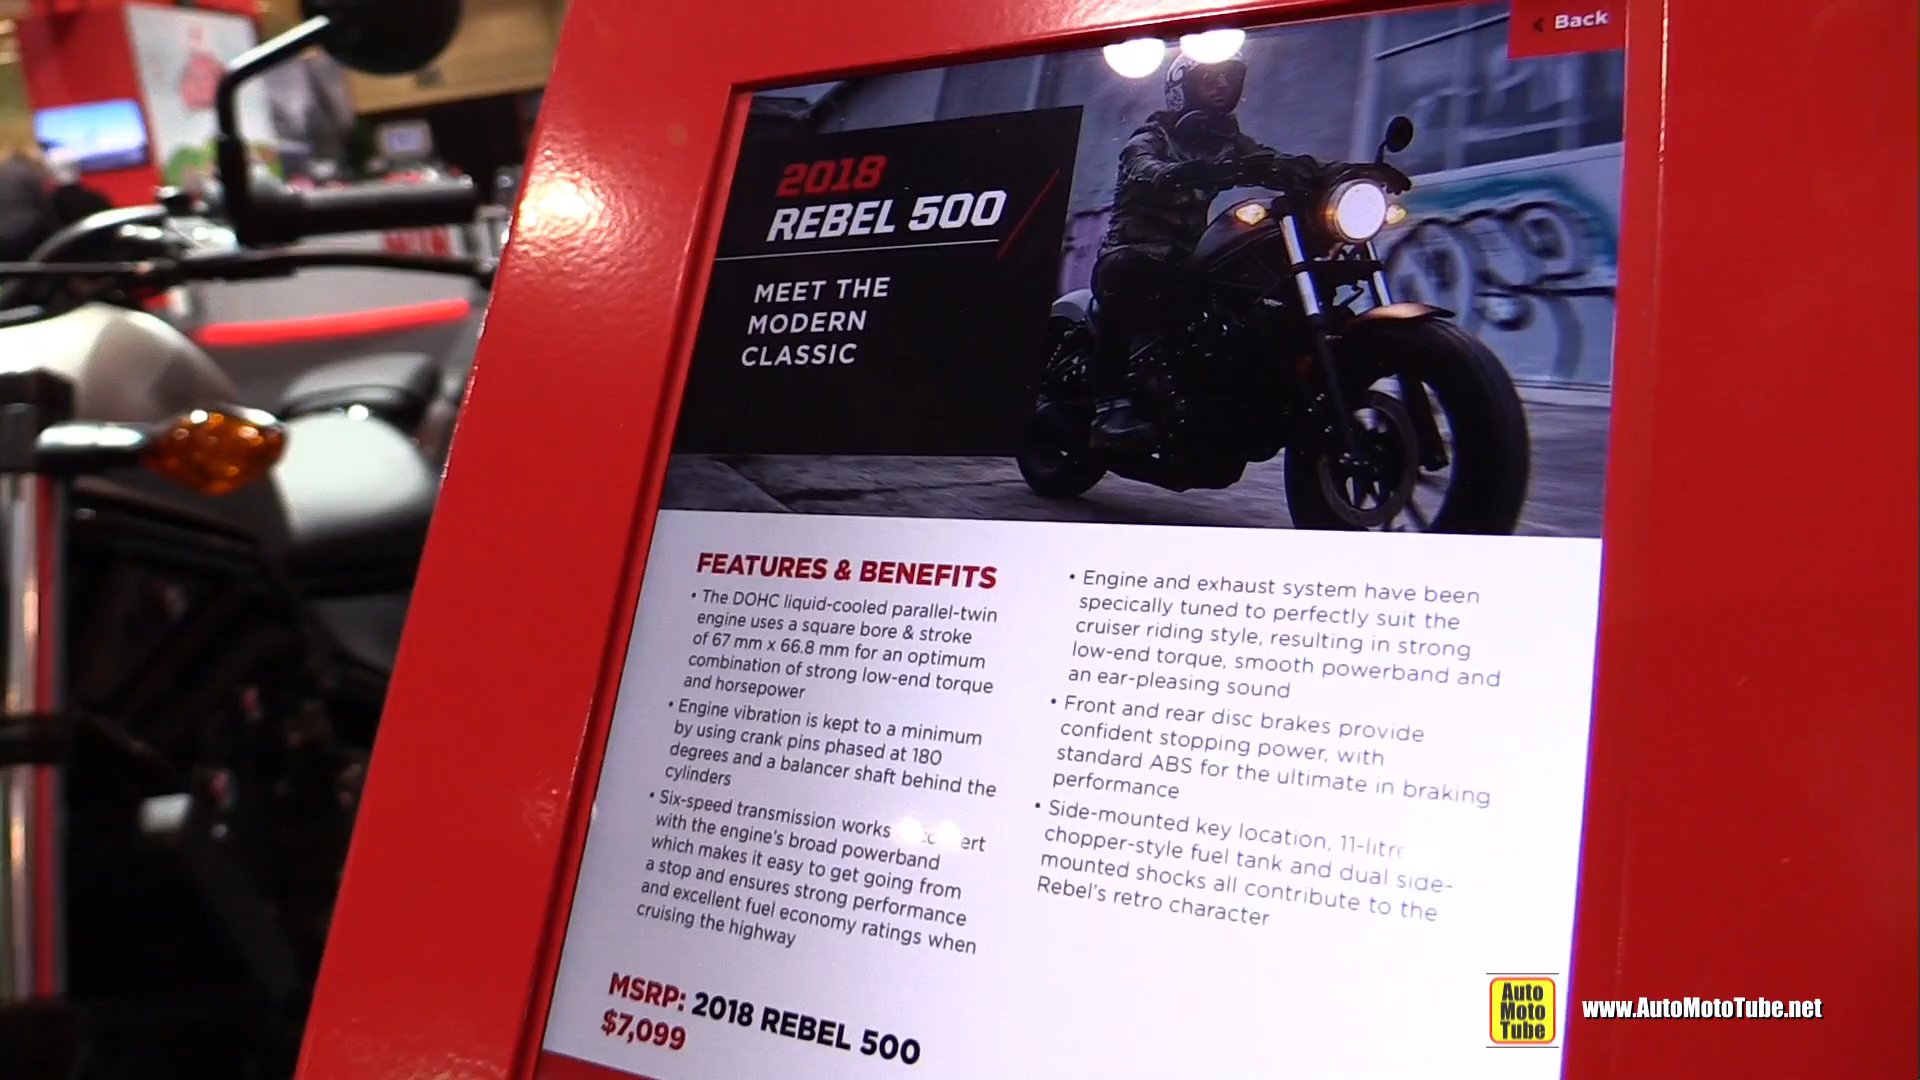 Back
2018
REBEL 500
MEET THE
MODERN
CLASSIC
FEATURES & BENEFITS
• The DOHC liquid-cooled parallel-twin
engine uses a square bore & stroke
of 67 mm x 66.8 mm for an optimum
combination of strong low-end torque
and horsepower
• Engine vibration is kept to a minimum
by using crank pins phased at 180
degrees and a balancer shaft behind the
cylinders
• Six-speed transmission works
with the engine's broad powerband
which makes it easy to get going from
a stop and ensures strong performance
and excellent fuel economy ratings when
cruising the highway
• Engine and exhaust system have been
specically tuned to perfectly suit the
cruiser riding style, resulting in strong
low-end torque, smooth powerband and
an ear-pleasing sound
• Front and rear disc brakes provide
confident stopping power, with
standard ABS for the ultimate in braking
performance
• Side-mounted key location, 11-litre
chopper-style fuel tank and dual side-
mounted shocks all contribute to the
Rebel's retro character
MSRP: 2018 REBEL 500
$7,099
Auto
Moto
Tube
www.AutoMotoTube.net